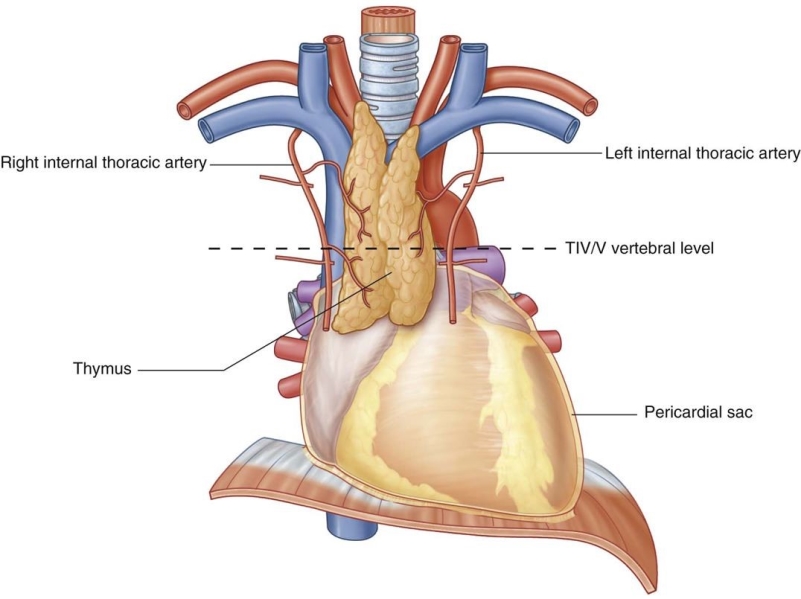 Right internal thoracic artery
Left internal thoracic artery
TIV/V vertebral level
Thymus
Pericardial sac